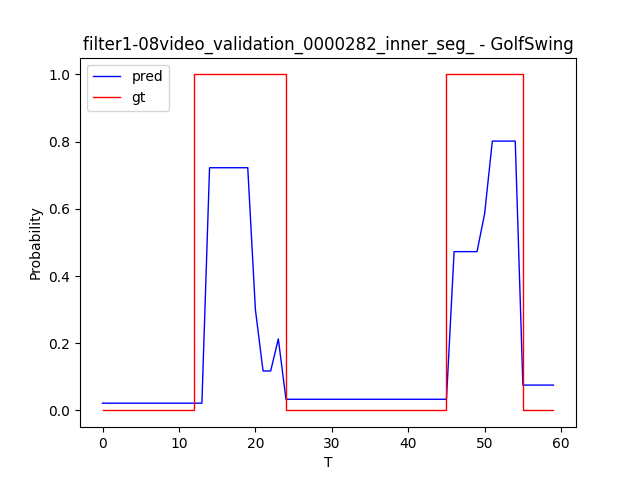 filter1-08video_validation_0000282_inner_seg_ - GolfSwing
pred
gt
1.0
0.8
0.6
0.4
0.2
0.0
Probability
0 10 20 30 40 50 60
T